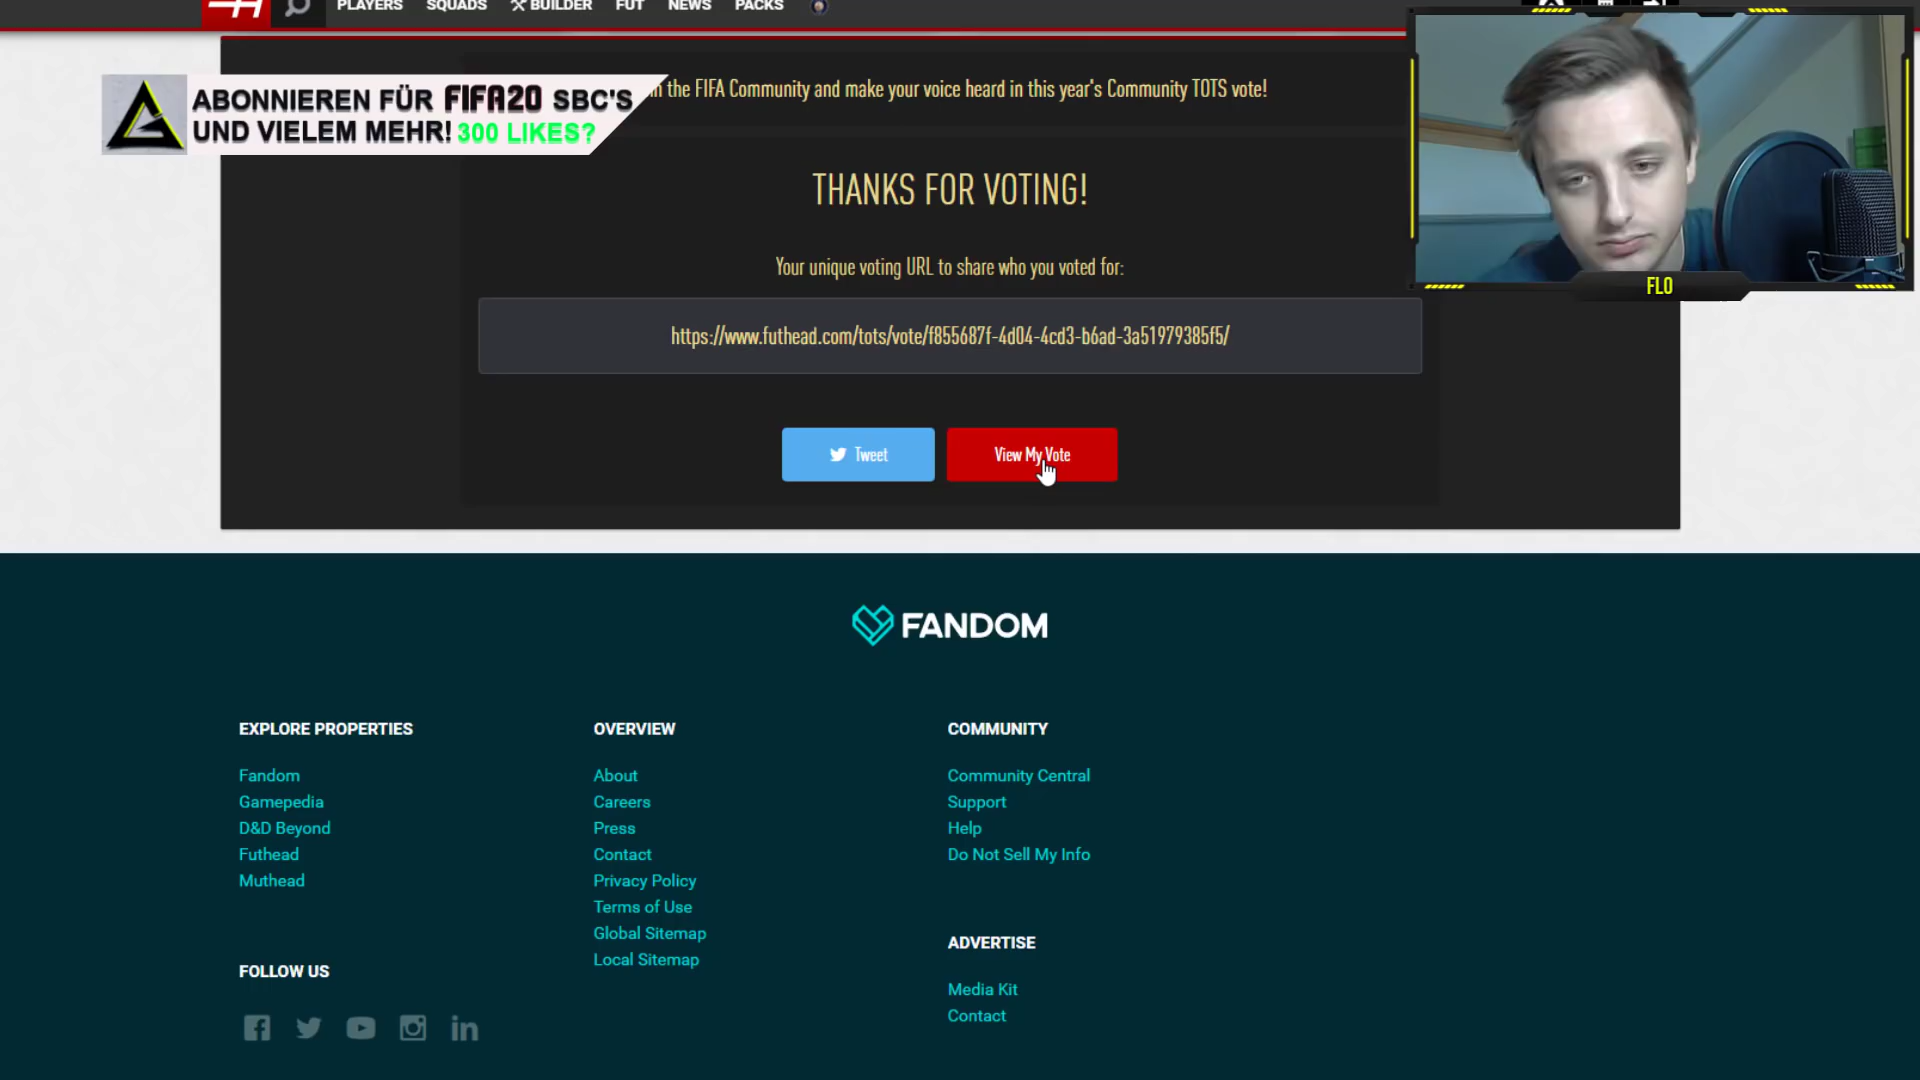 PLAYERS SQUADS BUILDER FUT NEWS PACKS
ABONNIEREN FÜR FIFA20 SBC'S
UND VIELEM MEHR! 300 LIKES?
the FIFA Community and make your voice heard in this year's Community TOTS vote!
FLO
THANKS FOR VOTING!
Your unique voting URL to share who you voted for:
https://www.futhead.com/tots/vote/f855687f-4d04-4cd3-b6ad-3a51979385f5/
Tweet
View My Vote
FANDOM
EXPLORE PROPERTIES
Fandom
Gamepedia
D&D Beyond
Futhead
Muthead
FOLLOW US
OVERVIEW
About
Careers
Press
Contact
Privacy Policy
Terms of Use
Global Sitemap
Local Sitemap
COMMUNITY
Community Central
Support
Help
Do Not Sell My Info
ADVERTISE
Media Kit
Contact